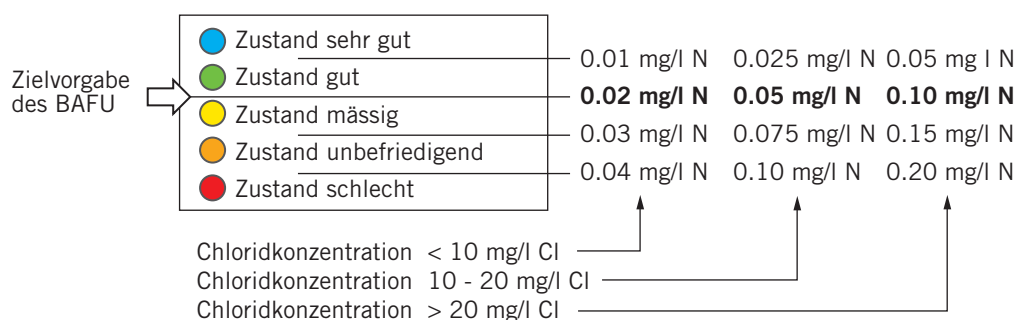 Zustand sehr gut
0.01 mg/l N 0.025 mg/l N 0.05 mg l N
Zielvorgabe
des BAFU
Zustand gut
0.02 mg/l N 0.05 mg/l N 0.10 mg/l N
Zustand mässig
0.03 mg/l N 0.075 mg/l N 0.15 mg/l N
Zustand unbefriedigend
0.04 mg/l N 0.10 mg/l N 0.20 mg/l N
Zustand schlecht
Chloridkonzentration < 10 mg/l Cl
Chloridkonzentration 10 - 20 mg/l Cl
Chloridkonzentration > 20 mg/l Cl